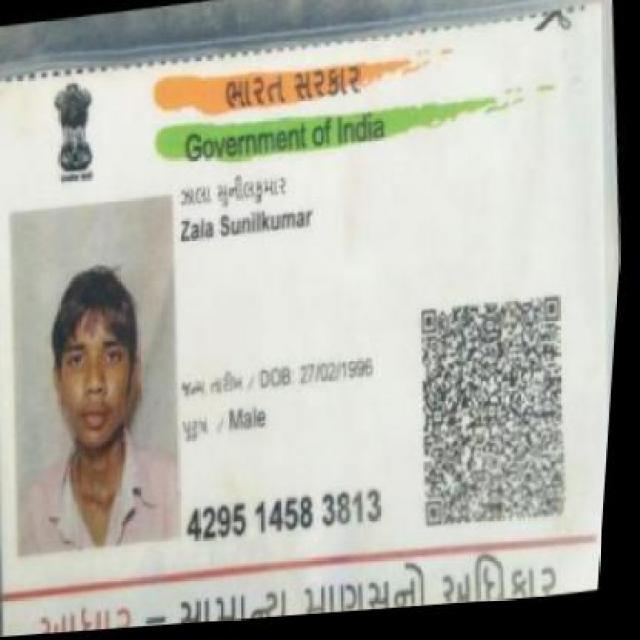 ભારત સરકાર
Government of India
ઝાલા સુનીલકુમાર
Zala Sunilkumar
જન્મ તારીખ / DOB: 27/02/1996
પુરૂષ / Male
4295 1458 3813
આધાર – સામાન્ય માણસનો અધિકાર